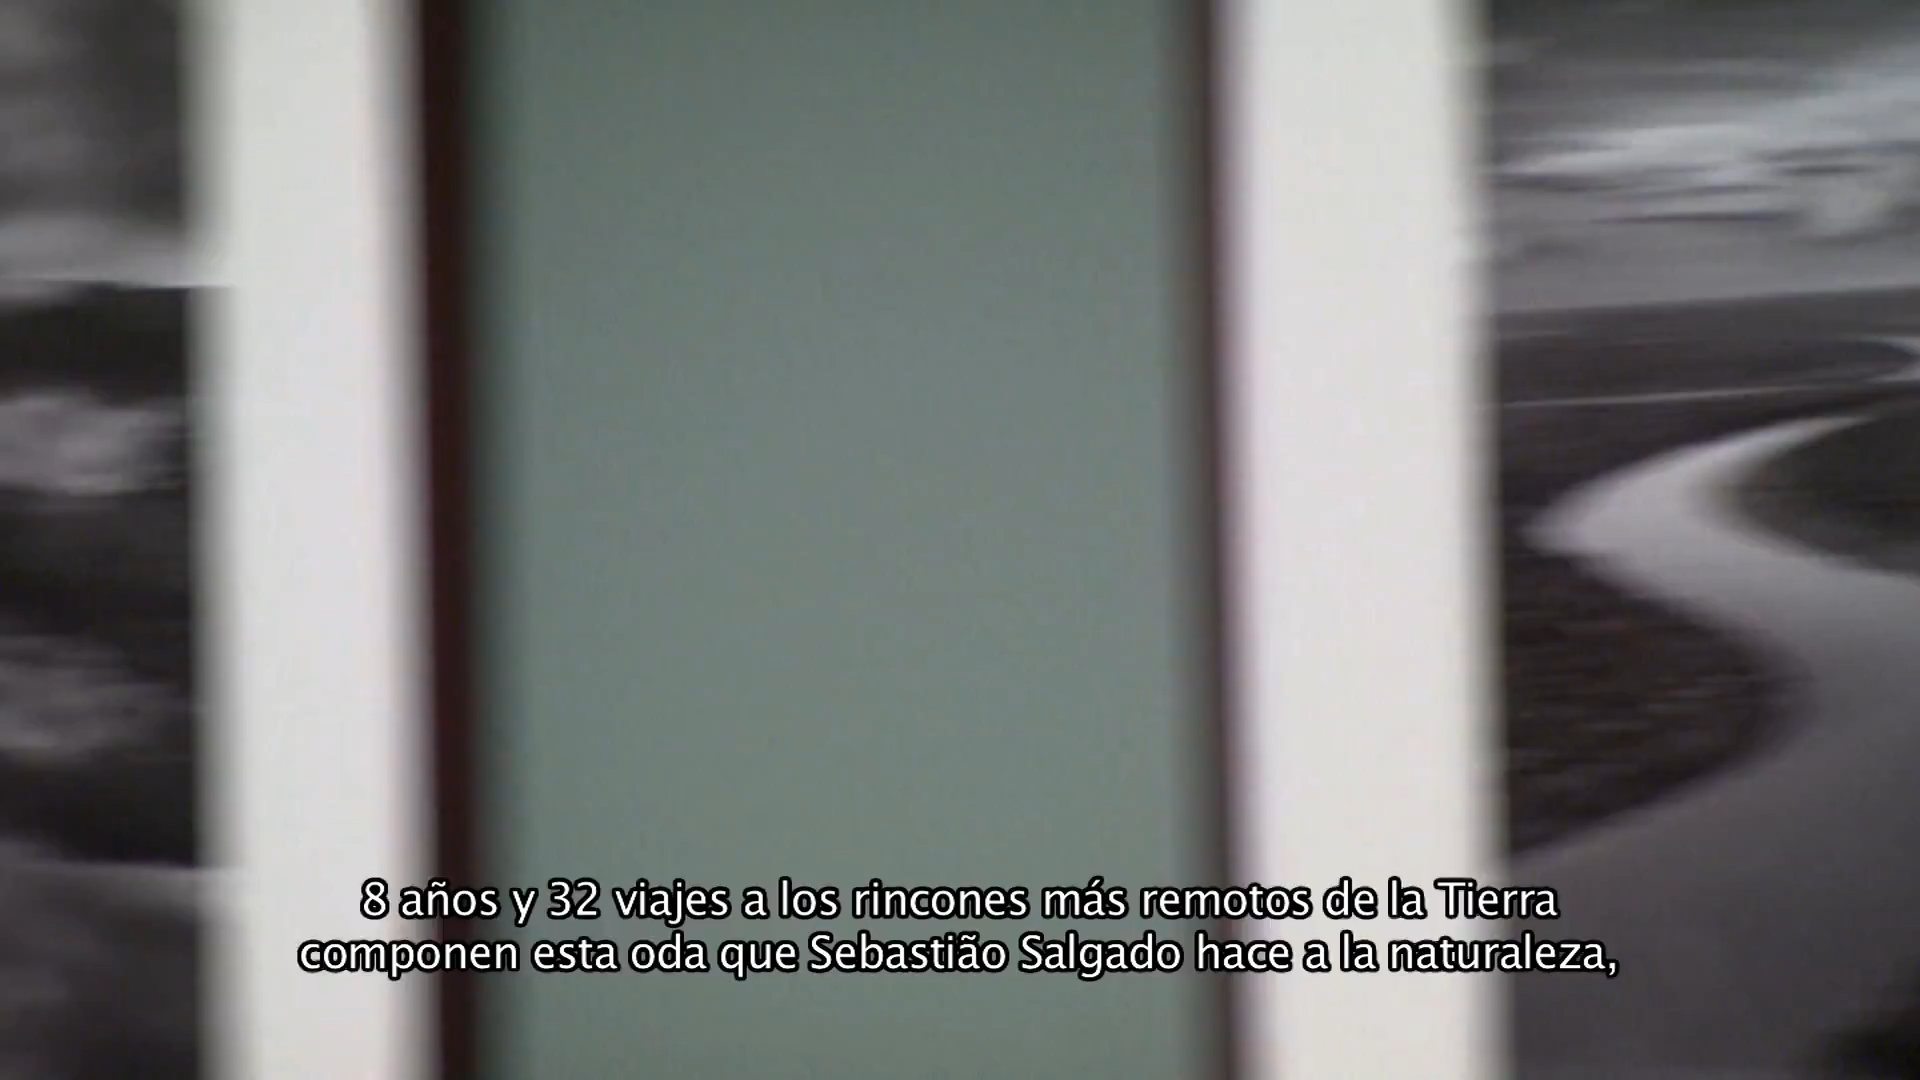 8 años y 32 viajes a los rincones más remotos de la Tierra
componen esta oda que Sebastião Salgado hace a la naturaleza,